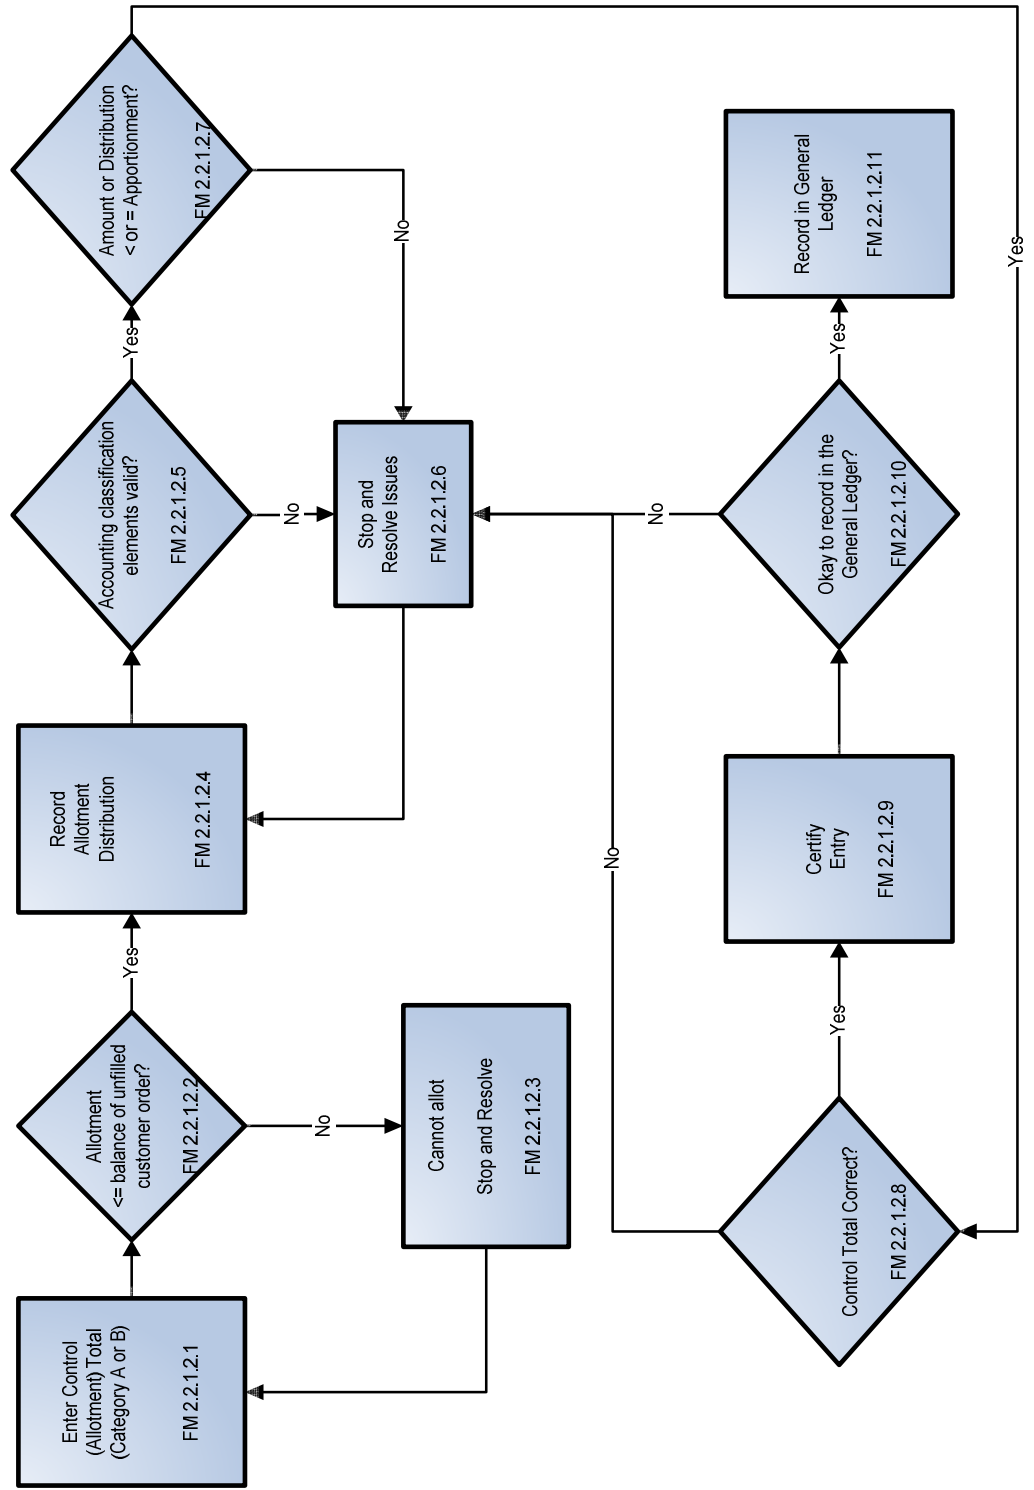 Enter Control
(Allotment) Total
(Category A or B)
FM 2.2.1.2.1
Allotment
<= balance of unfilled
customer order?
FM 2.2.1.2.2
Yes
No
Cannot allot
Stop and Resolve
FM 2.2.1.2.3
Record
Allotment
Distribution
FM 2.2.1.2.4
Accounting classification
elements valid?
FM 2.2.1.2.5
Yes
No
Stop and
Resolve Issues
FM 2.2.1.2.6
Amount or Distribution
< or = Apportionment?
FM 2.2.1.2.7
No
Yes
Control Total Correct?
FM 2.2.1.2.8
Yes
No
Certify
Entry
FM 2.2.1.2.9
Okay to record in the
General Ledger?
FM 2.2.1.2.10
No
Yes
Record in General
Ledger
FM 2.2.1.2.11